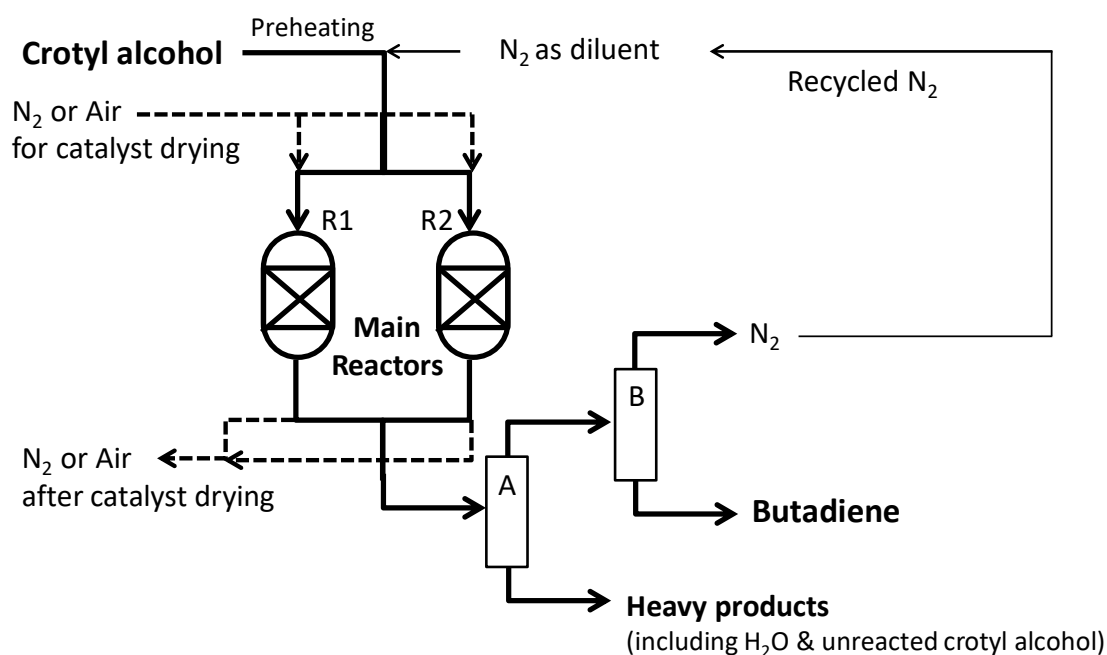 Preheating
Crotyl alcohol
N₂ as diluent
Recycled N₂
N₂ or Air
for catalyst drying
R1
R2
Main
Reactors
N₂
B
N₂ or Air
after catalyst drying
A
Butadiene
Heavy products
(including H₂O & unreacted crotyl alcohol)